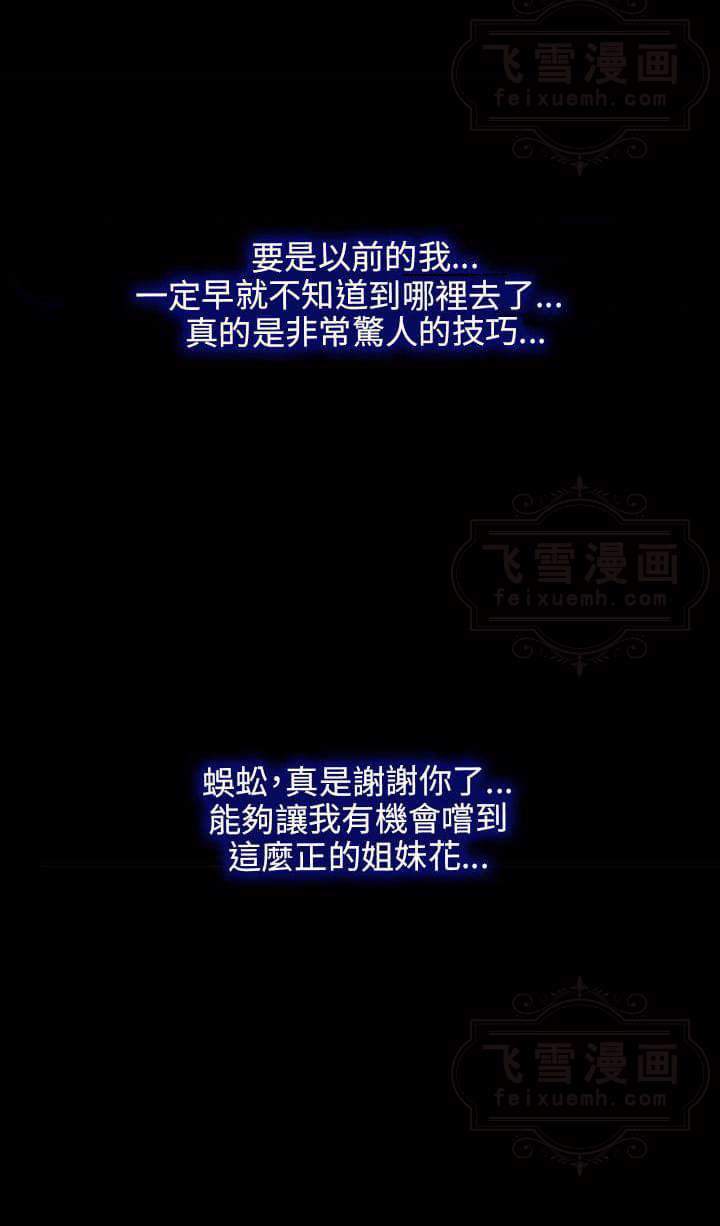 飞雪漫画
feixuemh.com
要是以前的我...
一定早就不知道到哪裡去了...
真的是非常驚人的技巧...
飞雪漫画
feixuemh.com
蜈蚣,真是謝謝你了...
能夠讓我有機會嚐到
這麼正的姐妹花...
飞雪漫画
feixuemh.com